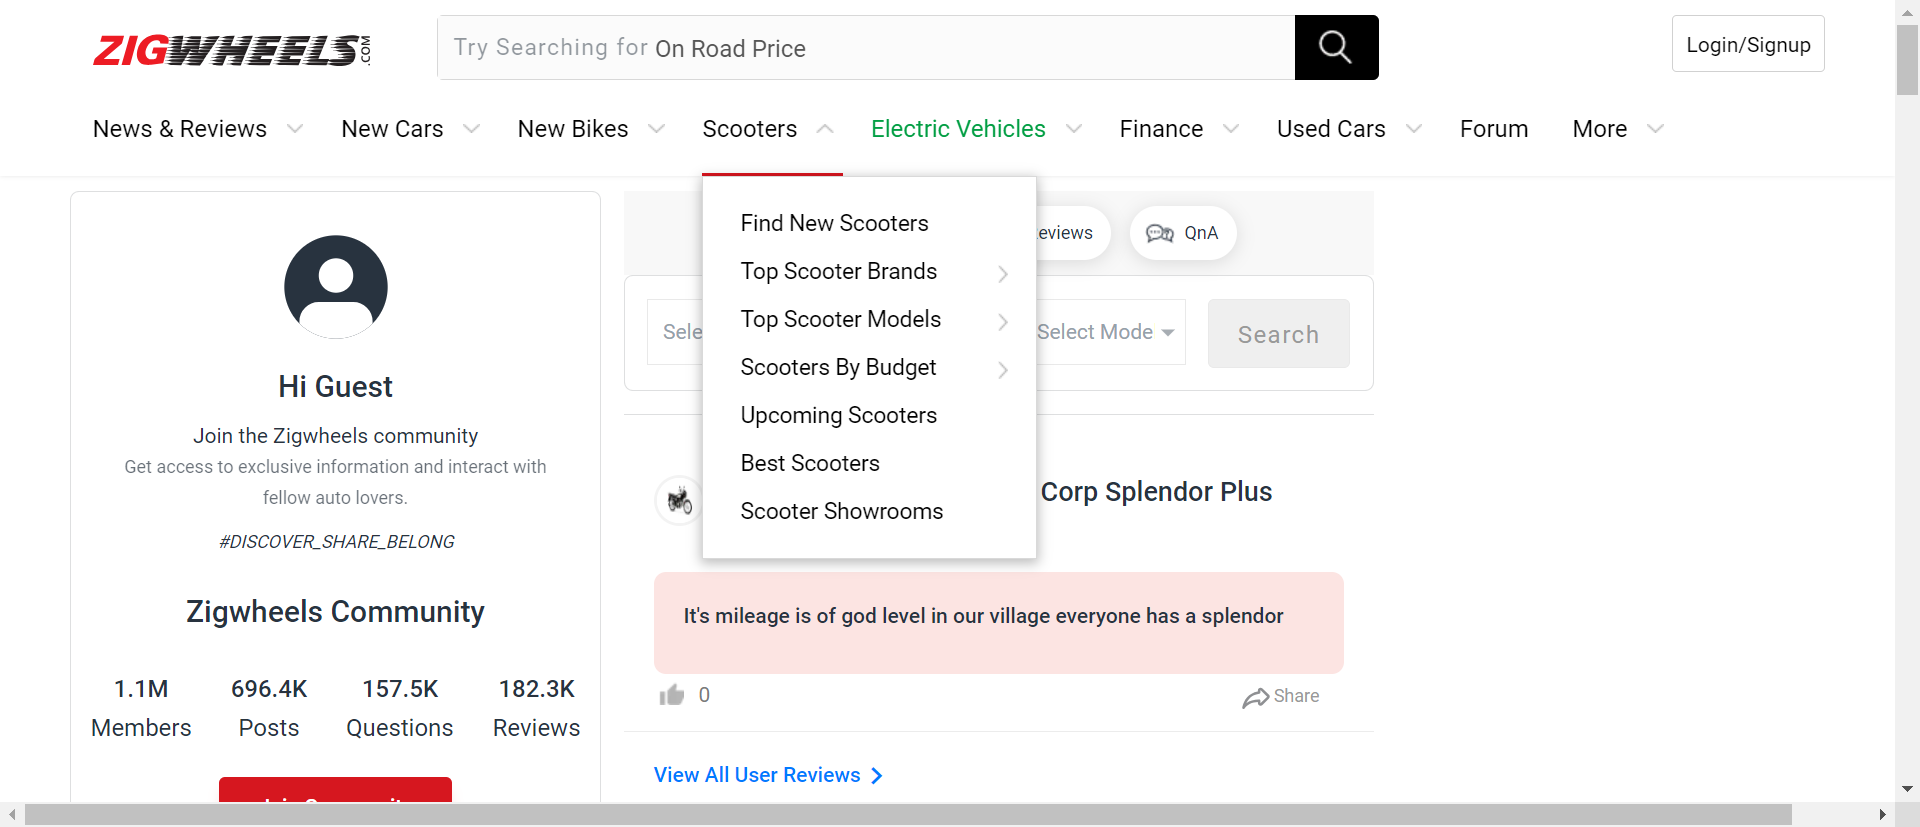 ZIGWHEELS.COM
Try Searching for On Road Price
Login/Signup
News & Reviews
New Cars
New Bikes
Scooters
Electric Vehicles
Finance
Used Cars
Forum
More
Find New Scooters
Top Scooter Brands
Top Scooter Models
Scooters By Budget
Upcoming Scooters
Best Scooters
Scooter Showrooms
Hi Guest
Join the Zigwheels community
Get access to exclusive information and interact with
fellow auto lovers.
#DISCOVER_SHARE_BELONG
Zigwheels Community
1.1M
Members
696.4K
Posts
157.5K
Questions
182.3K
Reviews
eviews
QnA
Sele
Select Mode
Search
Corp Splendor Plus
It's mileage is of god level in our village everyone has a splendor
0
Share
View All User Reviews